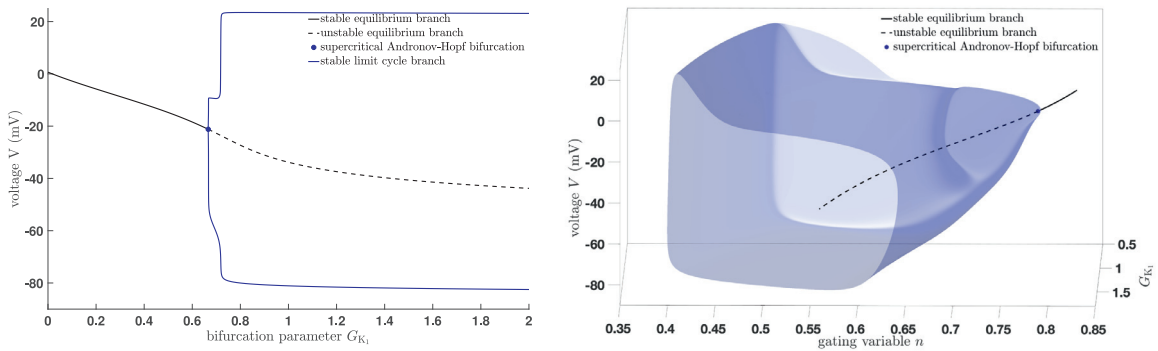 20
0
-20
-40
-60
-80
voltage V (mV)
stable equilibrium branch
unstable equilibrium branch
supercritical Andronov-Hopf bifurcation
stable limit cycle branch
0 0.2 0.4 0.6 0.8 1 1.2 1.4 1.6 1.8 2
bifurcation parameter G_{K_1}
stable equilibrium branch
unstable equilibrium branch
supercritical Andronov-Hopf bifurcation
20
0
-20
-40
-60
-80
voltage V (mV)
0.5
1
1.5
G_{K_1}
0.35 0.4 0.45 0.5 0.55 0.6 0.65 0.7 0.75 0.8 0.85
gating variable n